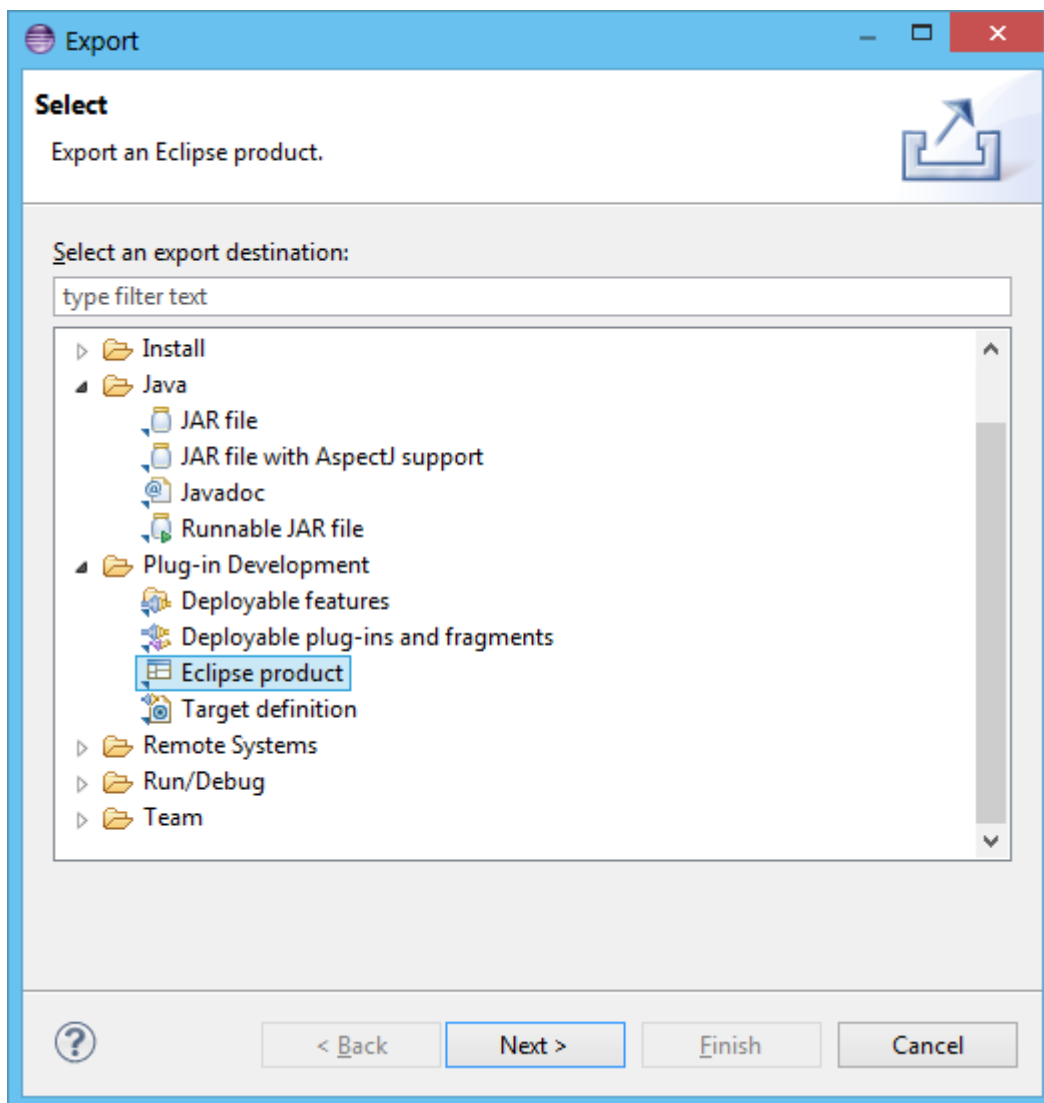 Export
Select
Export an Eclipse product.
Select an export destination:
type filter text
Install
Java
JAR file
JAR file with AspectJ support
Javadoc
Runnable JAR file
Plug-in Development
Deployable features
Deployable plug-ins and fragments
Eclipse product
Target definition
Remote Systems
Run/Debug
Team
? < Back Next > Finish Cancel